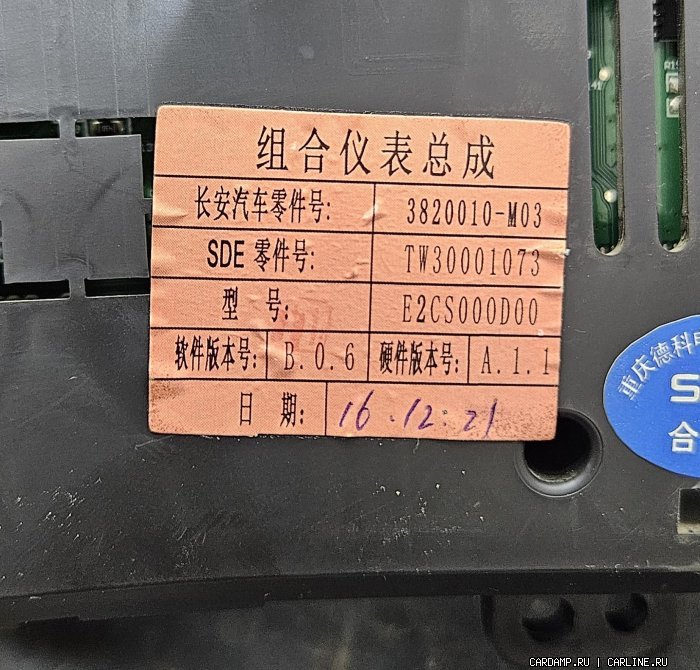 组合仪表总成
长安汽车零件号: 3820010-M03
SDE 零件号: TW30001073
型 号: E2CS000D00
软件版本号: B.0.6 硬件版本号: A.1.1
日 期: 16.12.21
重庆德科电
S
合
CARDAMP.RU | CARLINE.RU